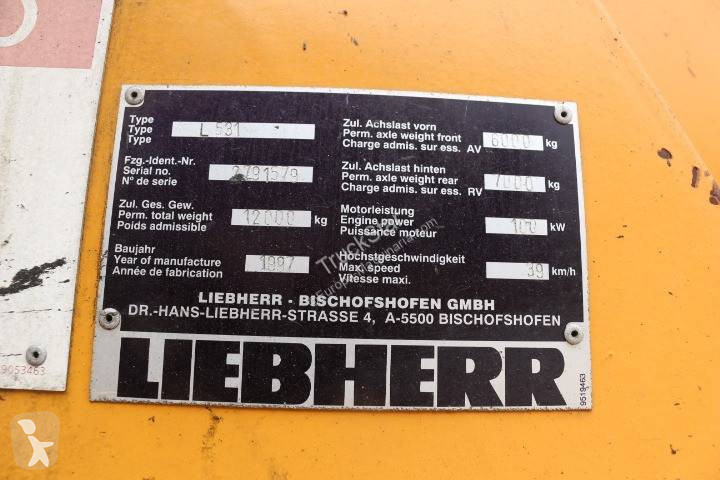 Type
Type
Type
L 531
Fzg.-Ident.-Nr.
Serial no.
N° de serie
2791579
Zul. Ges. Gew.
Perm. total weight
Poids admissible
12000 kg
Baujahr
Year of manufacture
Année de fabrication
1997
Zul. Achslast vorn
Perm. axle weight front
Charge admis. sur ess. AV
6000 kg
Zul. Achslast hinten
Perm. axle weight rear
Charge admis. sur ess. RV
7000 kg
Motorleistung
Engine power
Puissance moteur
100 kW
Höchstgeschwindigkeit
Max. speed
Vitesse maxi.
39 km/h
LIEBHERR - BISCHOFSHOFEN GMBH
DR.-HANS-LIEBHERR-STRASSE 4, A-5500 BISCHOFSHOFEN
LIEBHERR
9519463
9053463